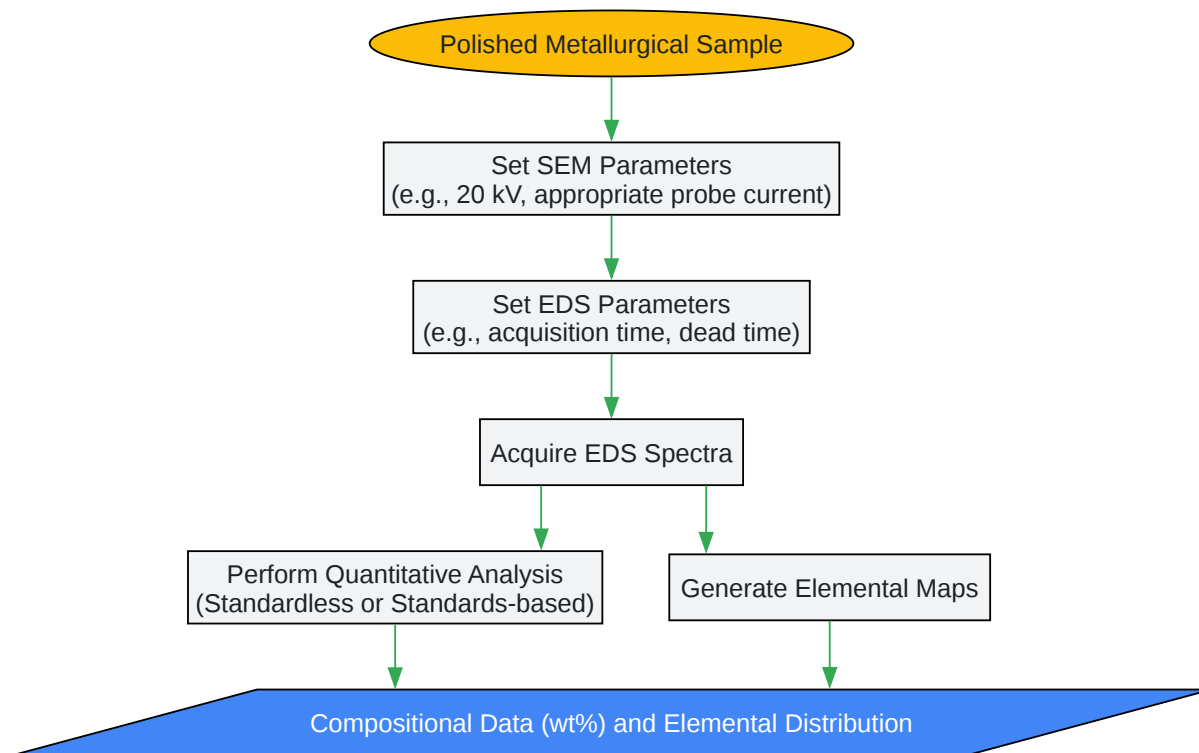 Polished Metallurgical Sample
Set SEM Parameters
(e.g., 20 kV, appropriate probe current)
Set EDS Parameters
(e.g., acquisition time, dead time)
Acquire EDS Spectra
Perform Quantitative Analysis
(Standardless or Standards-based)
Generate Elemental Maps
Compositional Data (wt%) and Elemental Distribution